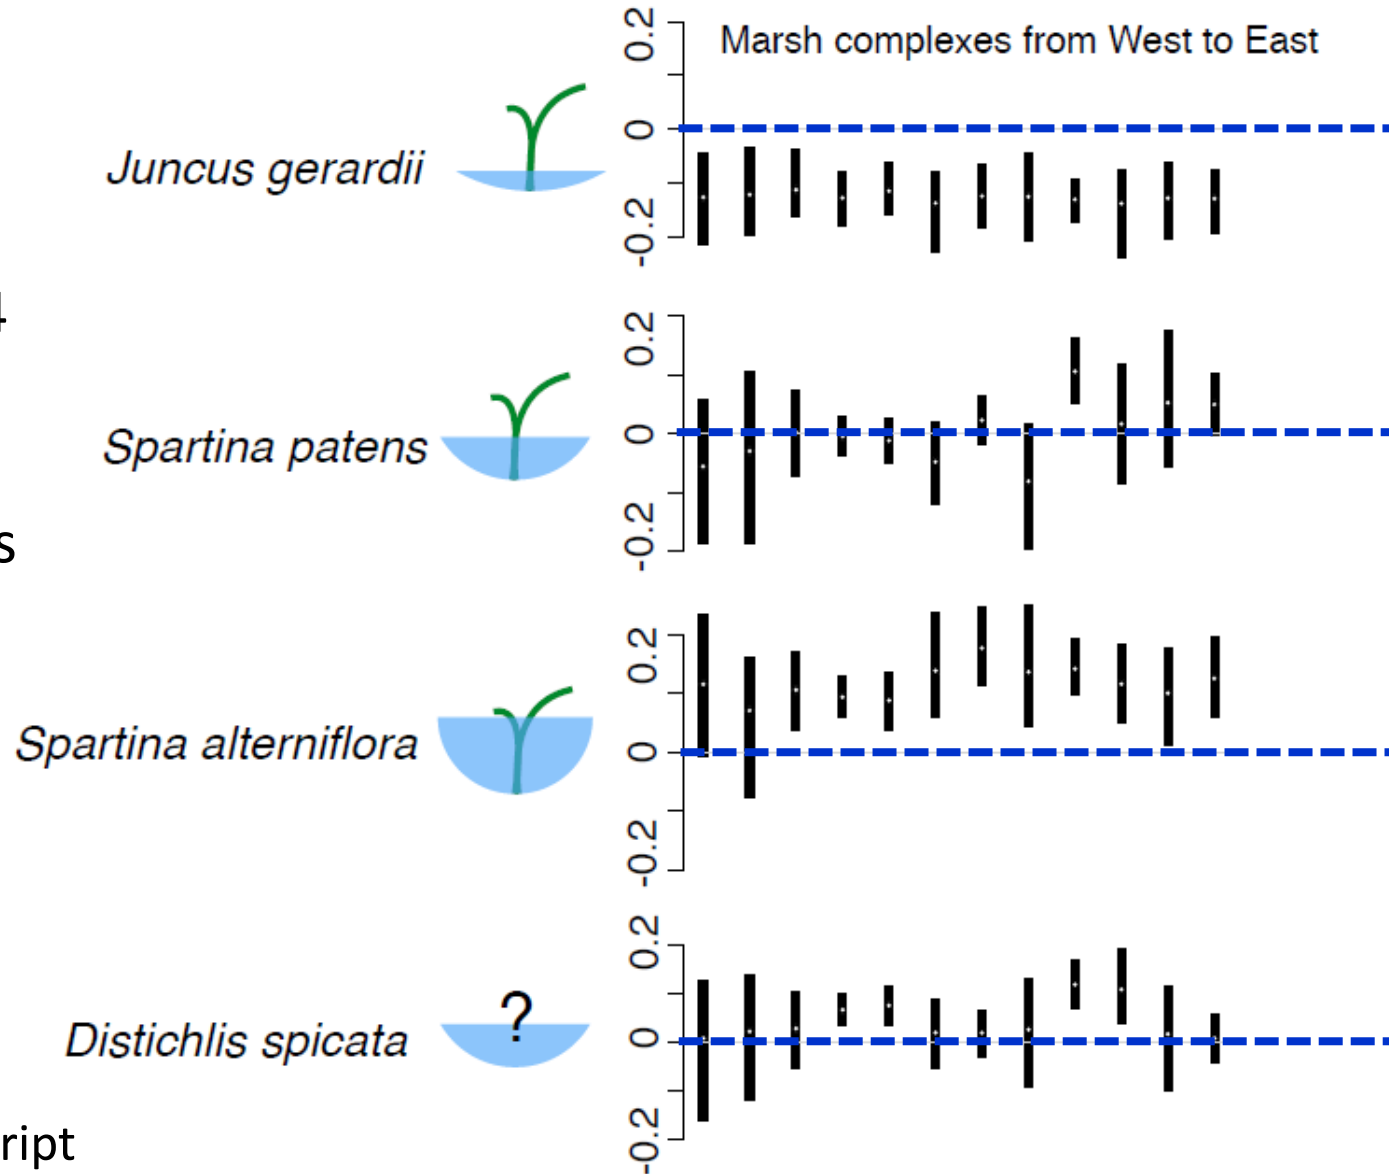 Marsh complexes from West to East
0.2
0
-0.2
Juncus gerardii
4
0.2
0
-0.2
Spartina patens
s
0.2
0
-0.2
Spartina alterniflora
0.2
0
-0.2
?
Distichlis spicata
ript